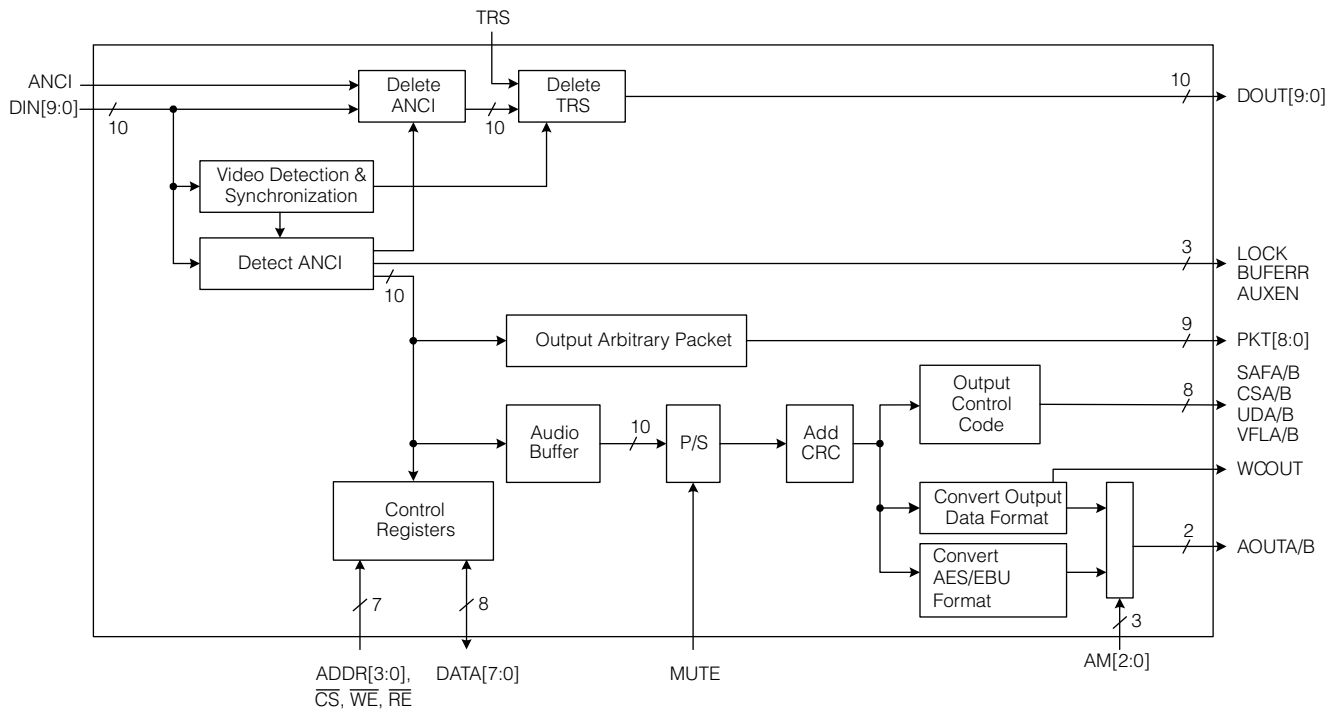 TRS
ANCI
DIN[9:0]
10
Delete
ANCI
10
Delete
TRS
10
DOUT[9:0]
Video Detection &
Synchronization
Detect ANCI
10
3
LOCK
BUFERR
AUXEN
Output Arbitrary Packet
9
PKT[8:0]
Audio
Buffer
10
P/S
Add
CRC
Output
Control
Code
8
SAFA/B
CSA/B
UDA/B
VFLA/B
WCOUT
Control
Registers
Convert Output
Data Format
Convert
AES/EBU
Format
2
AOUTA/B
7
8
3
ADDR[3:0],
CS, WE, RE
DATA[7:0]
MUTE
AM[2:0]